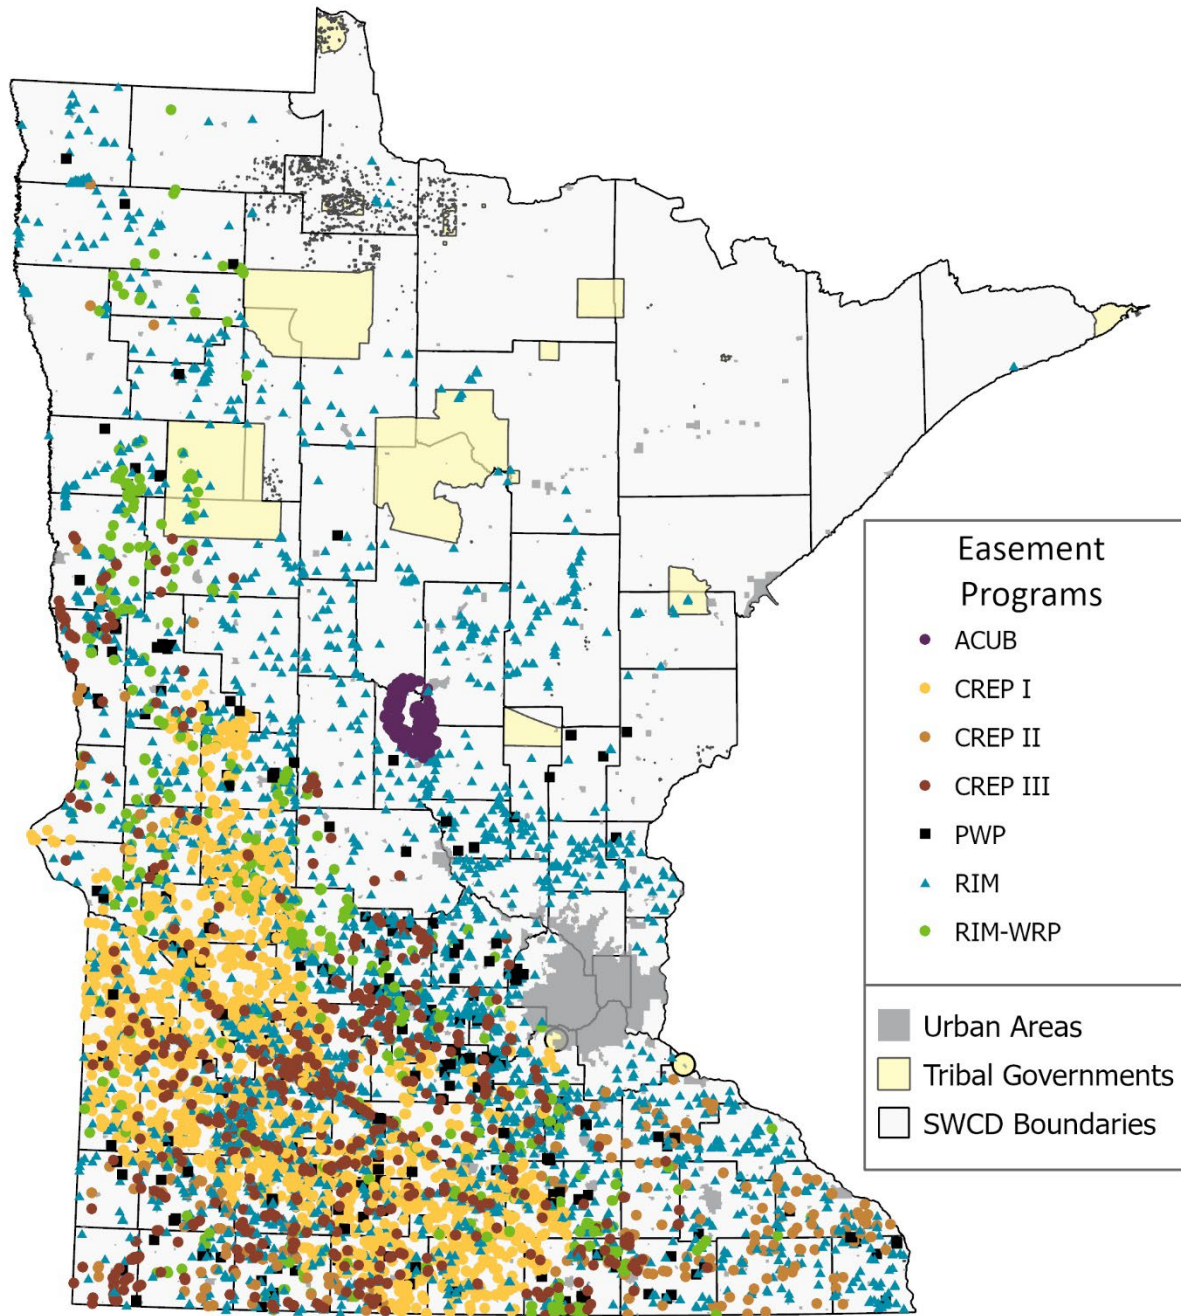 Easement
Programs
ACUB
CREP I
CREP II
CREP III
PWP
RIM
RIM-WRP
Urban Areas
Tribal Governments
SWCD Boundaries